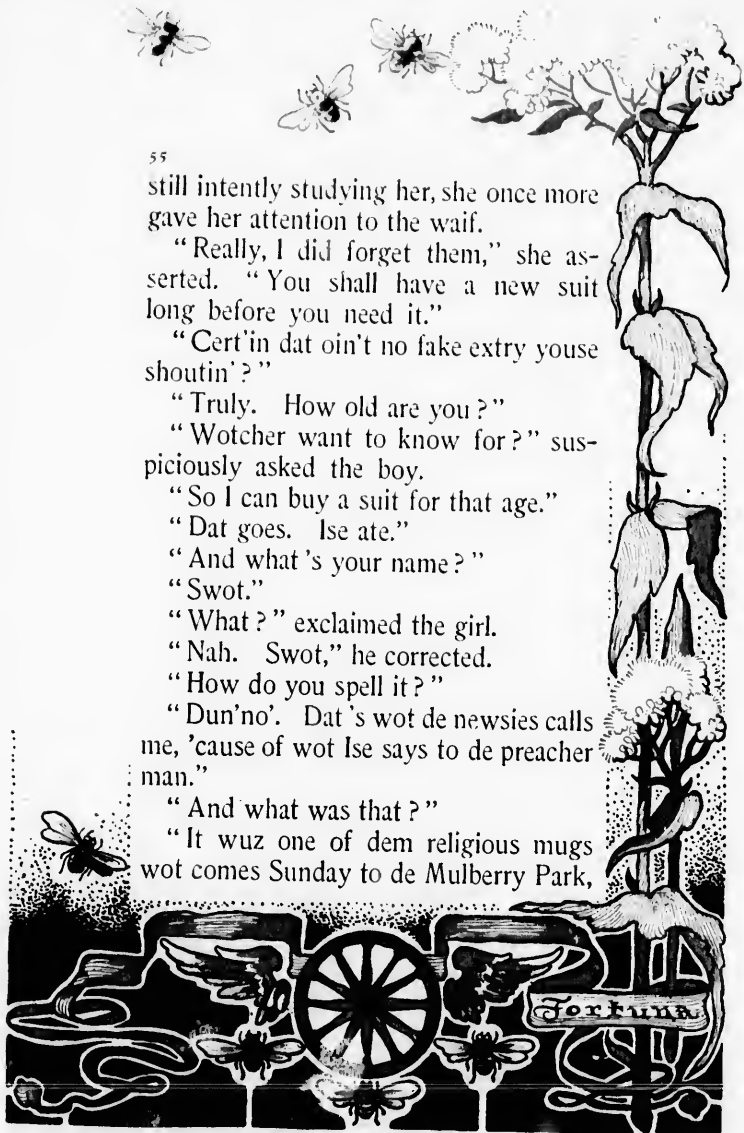 55
still intently studying her, she once more
gave her attention to the waif.
“Really, I did forget them,” she as-
serted. “You shall have a new suit
long before you need it.”
“Cert'in dat oin't no fake extry youse
shoutin'?”
“Truly. How old are you?”
“Wotcher want to know for?” sus-
piciously asked the boy.
“So I can buy a suit for that age.”
“Dat goes. Ise ate.”
“And what 's your name?”
“Swot.”
“What?” exclaimed the girl.
“Nah. Swot,” he corrected.
“How do you spell it?”
“Dun'no'. Dat 's wot de newsies calls
me, 'cause of wot Ise says to de preacher
man.”
“And what was that?”
“It wuz one of dem religious mugs
wot comes Sunday to de Mulberry Park,
Fortuna